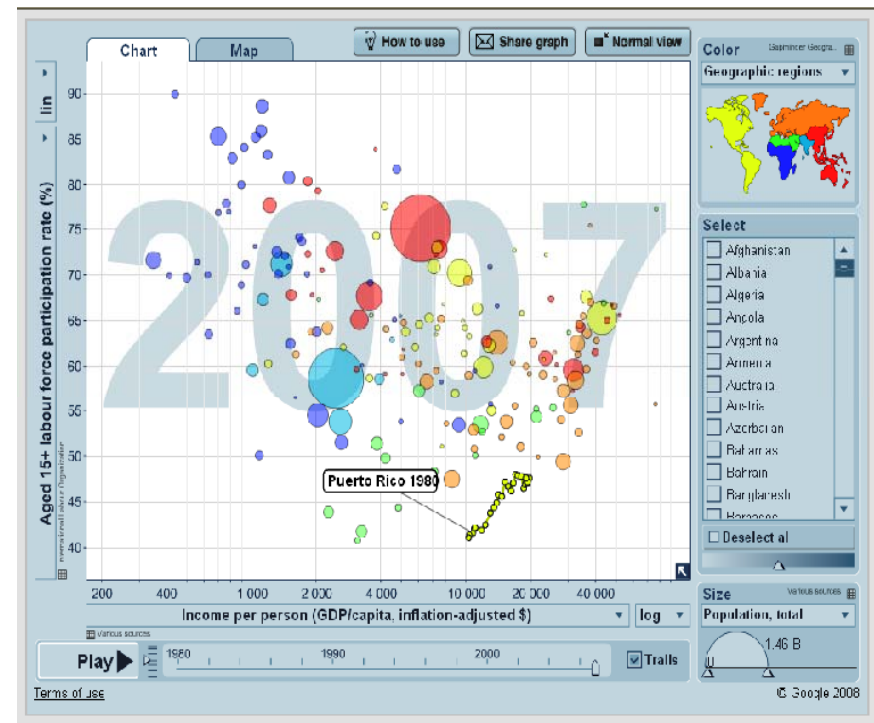 Chart
Map
How to use
Share graph
Normal view
lin
Aged 15+ labour force participation rate (%)
International Labour Organization
90
85
80
75
70
65
60
55
50
45
40
2007
Puerto Rico 1980
200
400
1 000
2 000
4 000
10 000
20 000
40 000
Income per person (GDP/capita, inflation-adjusted $)
log
Various sources
Play
1980
1990
2000
Trails
Terms of use
Color
Geographic regions
Select
Afghanistan
Albania
Algeria
Angola
Argentina
Armenia
Australia
Austria
Azerbaijan
Bahamas
Bahrain
Bangladesh
Deselect al
Size
Various sources
Population, total
1.46 B
© Google 2008